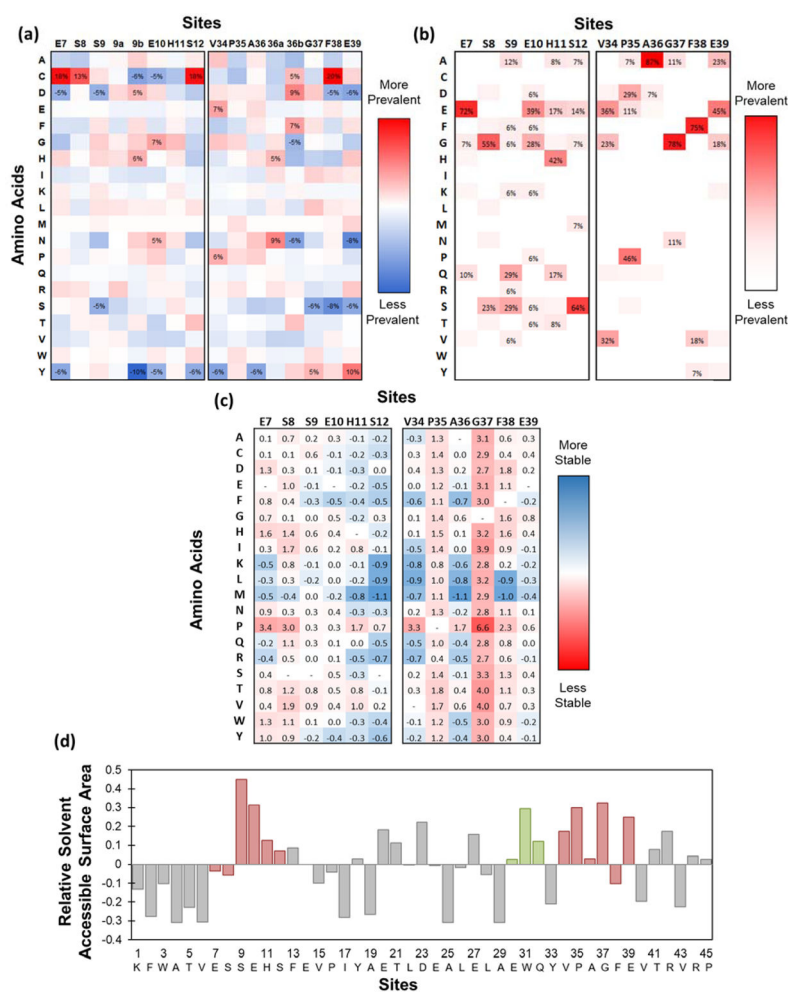 Sites
(a)
E7 S8 S9 9a 9b E10 H11 S12 V34 P35 A36 36a 36b G37 F38 E39
Amino Acids
A
C 13% -6% -5% 5%
D -5% -5% 5% 9% -5% -6%
E 7%
F 7%
G 7% -5%
H 6% 5%
I
K
L
M
N 5% 9% -6% -8%
P 6%
Q
R
S -5% -6% -8% -6%
T
V
W
Y -6% -10% -5% -6% -6% -6% 5% 10%
More
Prevalent
Less
Prevalent
(b)
Sites
E7 S8 S9 E10 H11 S12 V34 P35 A36 G37 F38 E39
A 12% 8% 7% 7% 87% 11% 23%
C
D 6% 29% 7%
E 72% 39% 17% 14% 36% 11% 45%
F 6% 6% 75%
G 7% 55% 6% 28% 7% 23% 78% 18%
H 42%
I
K 6% 6%
L
M 7%
N 11%
P 6% 46%
Q 10% 29% 17%
R 6%
S 23% 29% 6% 64%
T 6% 8%
V 6% 32% 18%
W
Y 7%
More
Prevalent
Less
Prevalent
(c)
Sites
E7 S8 S9 E10 H11 S12 V34 P35 A36 G37 F38 E39
Amino Acids
A 0.1 0.7 0.2 0.3 -0.1 -0.2 -0.3 1.3 - 3.1 0.6 0.3
C 0.1 0.1 0.6 0.1 -0.2 -0.3 0.3 1.4 0.0 2.9 0.4 0.4
D 1.3 0.3 0.1 -0.1 -0.3 0.0 0.4 1.3 0.2 2.7 1.8 0.2
E - 1.0 -0.1 - -0.2 -0.5 0.0 1.2 -0.1 3.1 1.1 -
F 0.8 0.4 -0.3 -0.5 -0.4 -0.5 -0.6 1.1 -0.7 3.0 - -0.2
G 0.7 0.1 0.0 0.5 -0.2 0.3 0.1 1.4 0.6 - 1.6 0.8
H 1.6 1.4 0.6 0.4 - -0.2 0.1 1.5 0.1 3.2 1.6 0.4
I 0.3 1.7 0.6 0.2 0.8 -0.1 -0.5 1.4 0.0 3.9 0.9 -0.1
K -0.5 0.8 -0.1 0.0 -0.1 -0.9 -0.8 1.0 -0.6 2.8 0.6 -0.2
L -0.3 0.3 -0.2 0.0 -0.2 -0.9 -0.9 1.0 -0.8 3.2 -0.9 -0.3
M -0.5 -0.4 0.0 -0.2 -0.8 -1.1 -0.7 1.1 -1.1 2.9 -1.0 -0.4
N 0.9 0.3 0.3 0.4 -0.3 -0.3 0.2 1.3 -0.2 2.8 1.1 0.1
P 3.4 3.0 0.3 0.3 1.7 0.7 3.3 - 1.7 6.6 2.3 0.6
Q -0.2 1.1 0.3 0.0 -0.2 -0.5 -0.7 1.4 -0.4 2.8 0.8 0.0
R -0.4 0.5 0.0 0.1 -0.5 -0.7 -0.7 0.4 -0.5 2.7 0.6 -0.1
S 0.4 - - 0.5 -0.3 - 0.2 1.4 -0.1 3.3 1.1 0.3
T 0.8 1.2 0.8 0.5 0.8 -0.1 0.3 1.8 0.4 4.0 1.3 0.3
V 0.4 1.9 0.9 0.4 1.0 0.2 - 1.7 0.6 4.0 0.7 0.1
W 1.3 1.1 0.1 0.0 -0.3 -0.4 0.2 1.2 -0.5 3.0 0.9 -0.2
Y 1.0 0.9 -0.2 -0.4 -0.3 -0.6 -0.2 1.2 -0.4 3.0 0.4 -0.1
More
Stable
Less
Stable
(d)
Relative Solvent
Accessible Surface Area
0.5
0.4
0.3
0.2
0.1
0
-0.1
-0.2
-0.3
-0.4
1 3 5 7 9 11 13 15 17 19 21 23 25 27 29 31 33 35 37 39 41 43 45
K F W A T V E S S E H S F E V P I Y A E T L D E A L E L A E W Q Y V P A G F E V T R V R P
Sites